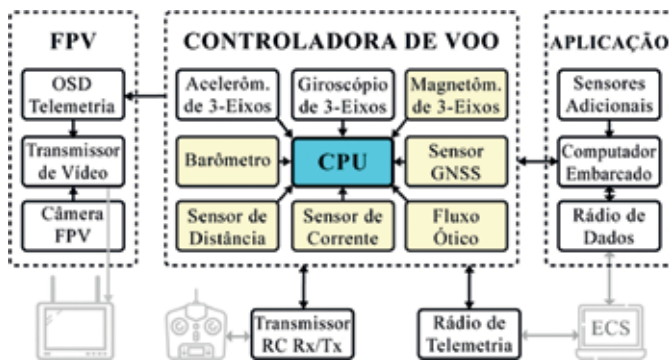 FPV
OSD
Telemetria
Transmissor
de Vídeo
Câmera
FPV
CONTROLADORA DE VOO
Acelerôm.
de 3-Eixos
Giroscópio
de 3-Eixos
Magnetôm.
de 3-Eixos
Barômetro
CPU
Sensor
GNSS
Sensor de
Distância
Sensor de
Corrente
Fluxo
Ótico
APLICAÇÃO
Sensores
Adicionais
Computador
Embarcado
Rádio de
Dados
Transmissor
RC Rx/Tx
Rádio de
Telemetria
ECS